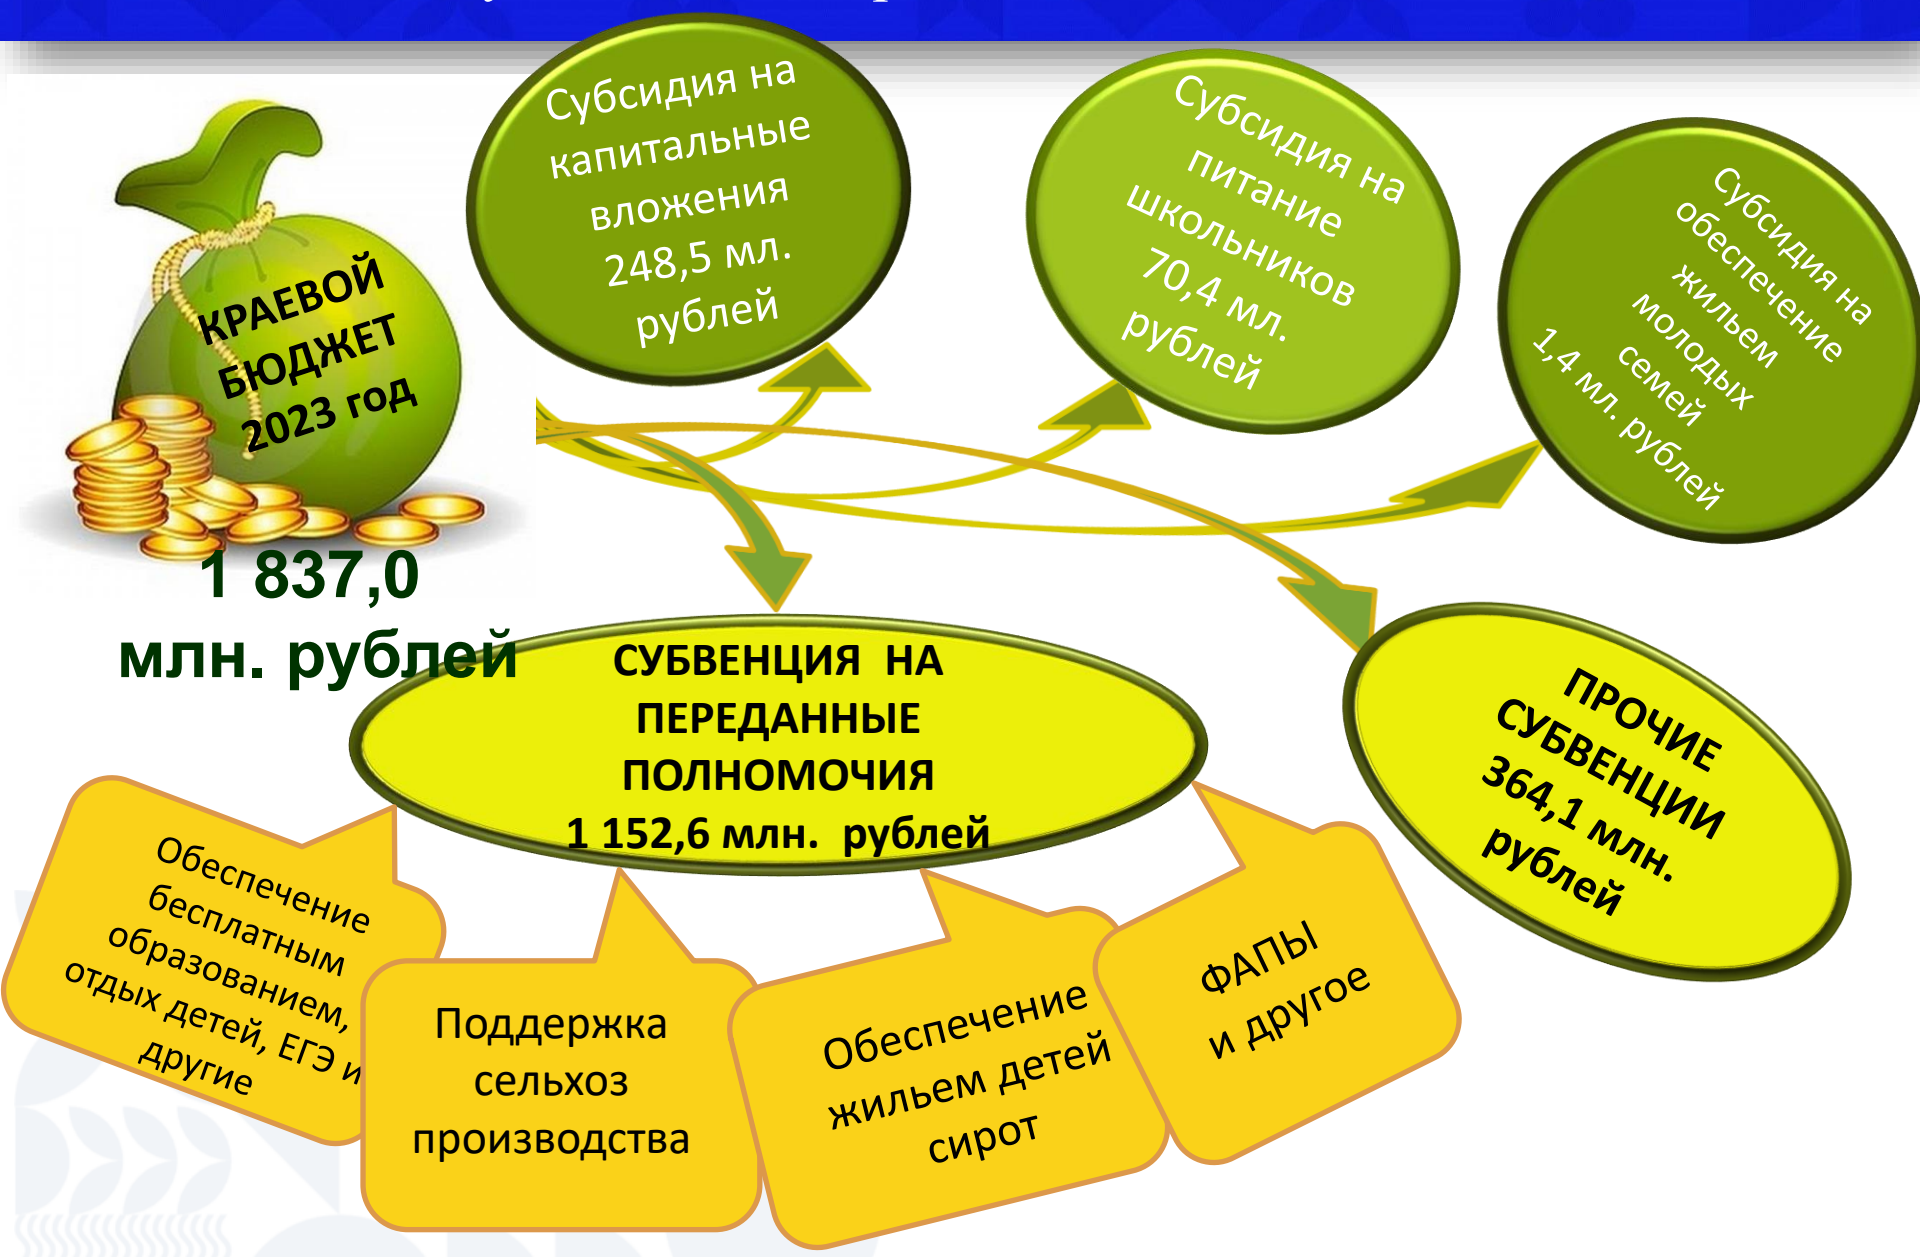 КРАЕВОЙ
БЮДЖЕТ
2023 год
1 837,0
млн. рублей
Субсидия на
капитальные
вложения
248,5 мл.
рублей
Субсидия на
питание
школьников
70,4 мл.
рублей
Субсидия на
обеспечение
жильем
молодых
семей
1,4 мл. рублей
СУБВЕНЦИЯ НА
ПЕРЕДАННЫЕ
ПОЛНОМОЧИЯ
1 152,6 млн. рублей
ПРОЧИЕ
СУБВЕНЦИИ
364,1 млн.
рублей
Обеспечение
бесплатным
образованием,
отдых детей, ЕГЭ и
другие
Поддержка
сельхоз
производства
Обеспечение
жильем детей
сирот
ФАПЫ
и другое